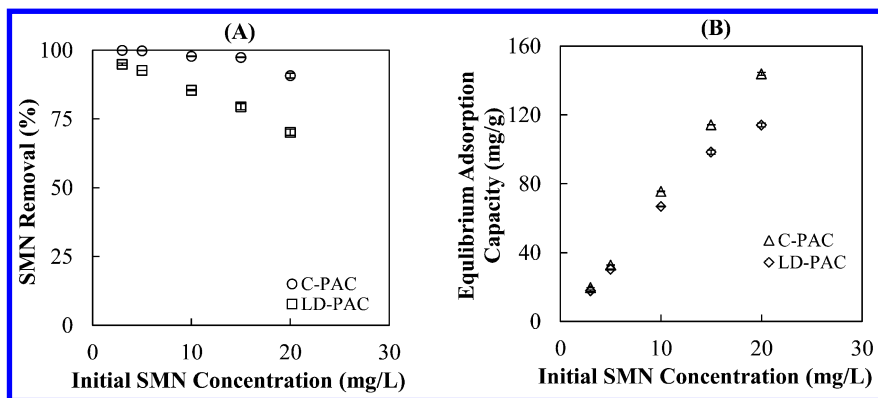 (A)
100
75
50
25
0
SMN Removal (%)
C-PAC
LD-PAC
0 10 20 30
Initial SMN Concentration (mg/L)
(B)
160
120
80
40
0
Equlibrium Adsorption
Capacity (mg/g)
C-PAC
LD-PAC
0 10 20 30
Initial SMN Concentration (mg/L)